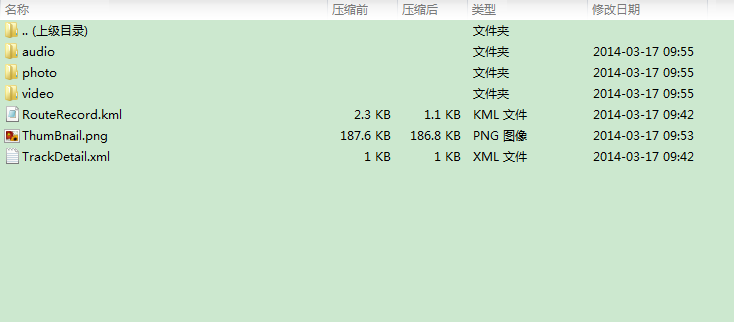 名称 压缩前 压缩后 类型 修改日期
.. (上级目录) 文件夹
audio 文件夹 2014-03-17 09:55
photo 文件夹 2014-03-17 09:55
video 文件夹 2014-03-17 09:55
RouteRecord.kml 2.3 KB 1.1 KB KML 文件 2014-03-17 09:42
ThumBnail.png 187.6 KB 186.8 KB PNG 图像 2014-03-17 09:53
TrackDetail.xml 1 KB 1 KB XML 文件 2014-03-17 09:42